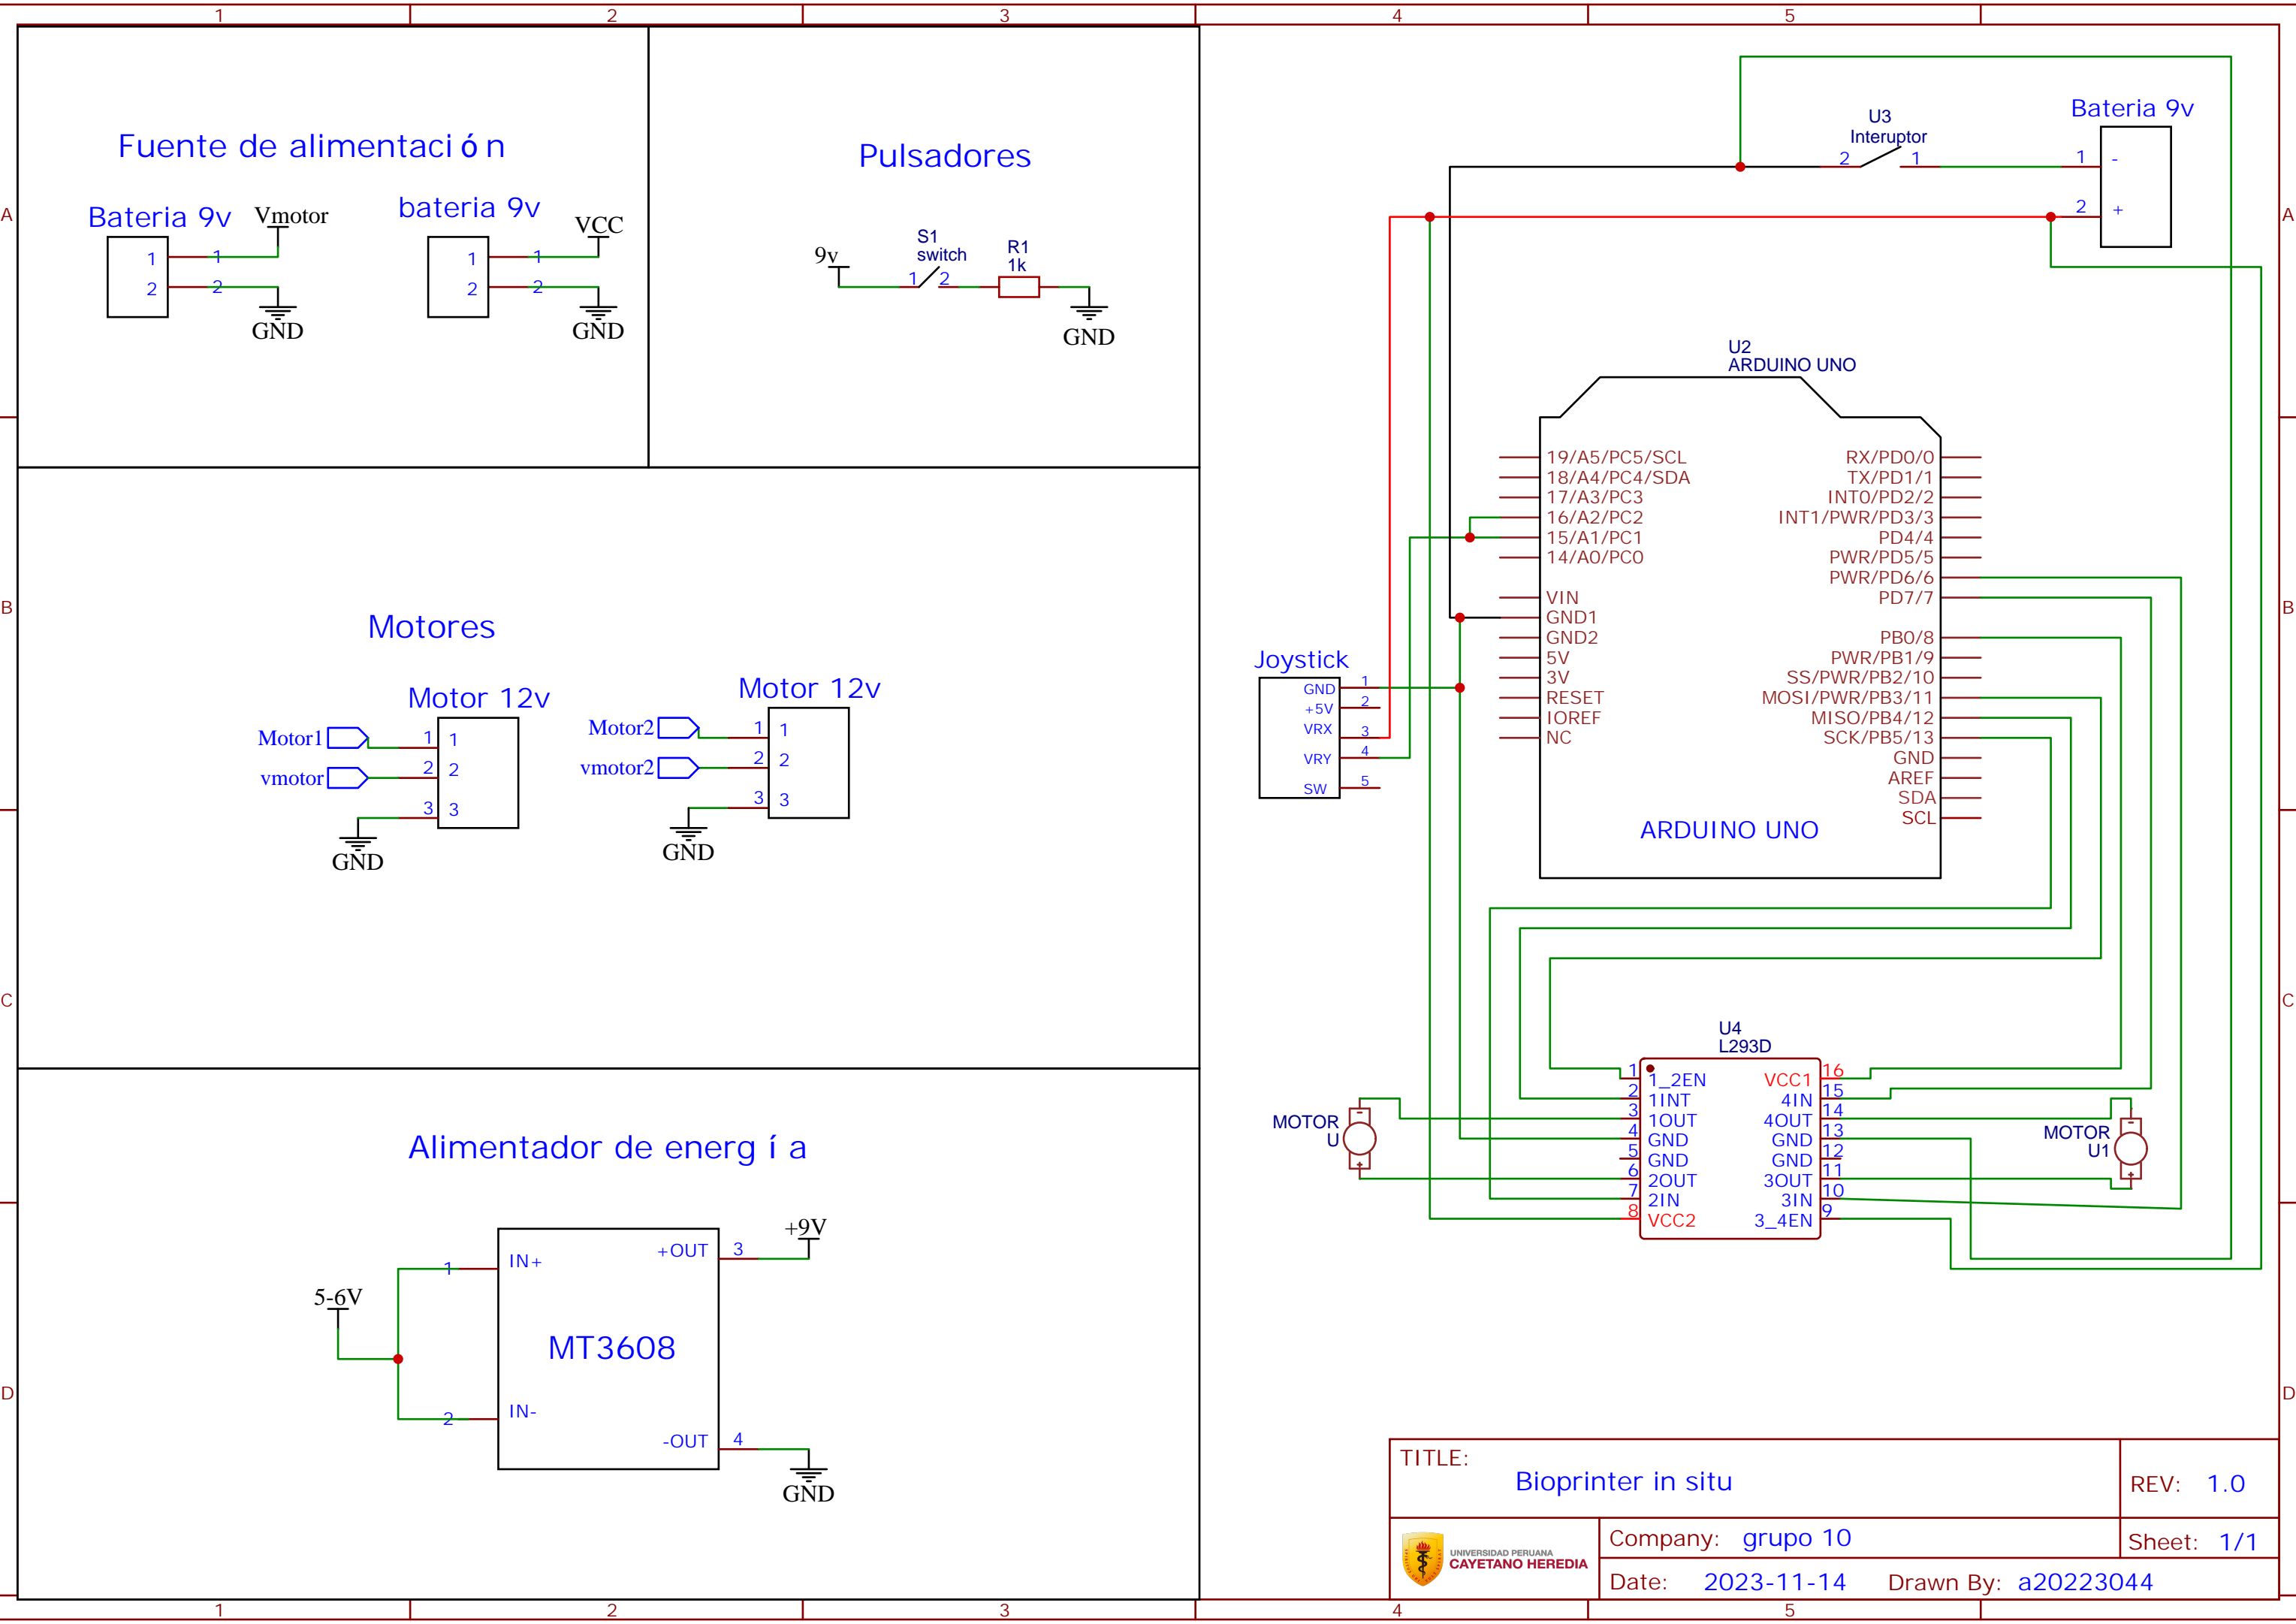 1 2 3 4 5
A
B
C
D
A
B
C
D
1 2 3 4 5
Fuente de alimentación
Bateria 9v
Vmotor
1 1
2 2
GND
bateria 9v
VCC
1 1
2 2
GND
Pulsadores
9v
S1
switch
1 2
R1
1k
GND
Motores
Motor 12v
Motor1
vmotor
1 1
2 2
3 3
GND
Motor 12v
Motor2
vmotor2
1 1
2 2
3 3
GND
Alimentador de energía
5-6V
1 IN+
2 IN-
MT3608
+OUT 3
-OUT 4
+9V
GND
Bateria 9v
U3
Interuptor
2 1
1 -
2 +
U2
ARDUINO UNO
19/A5/PC5/SCL
18/A4/PC4/SDA
17/A3/PC3
16/A2/PC2
15/A1/PC1
14/A0/PC0
VIN
GND1
GND2
5V
3V
RESET
IOREF
NC
RX/PD0/0
TX/PD1/1
INT0/PD2/2
INT1/PWR/PD3/3
PD4/4
PWR/PD5/5
PWR/PD6/6
PD7/7
PB0/8
PWR/PB1/9
SS/PWR/PB2/10
MOSI/PWR/PB3/11
MISO/PB4/12
SCK/PB5/13
GND
AREF
SDA
SCL
ARDUINO UNO
Joystick
GND 1
+5V 2
VRX 3
VRY 4
SW 5
U4
L293D
1 1_2EN
2 1INT
3 1OUT
4 GND
5 GND
6 2OUT
7 2IN
8 VCC2
VCC1 16
4IN 15
4OUT 14
GND 13
GND 12
3OUT 11
3IN 10
3_4EN 9
MOTOR
U
-
+
MOTOR
U1
-
+
TITLE:
Bioprinter in situ
REV: 1.0
UNIVERSIDAD PERUANA
CAYETANO HEREDIA
Company: grupo 10
Sheet: 1/1
Date: 2023-11-14 Drawn By: a20223044